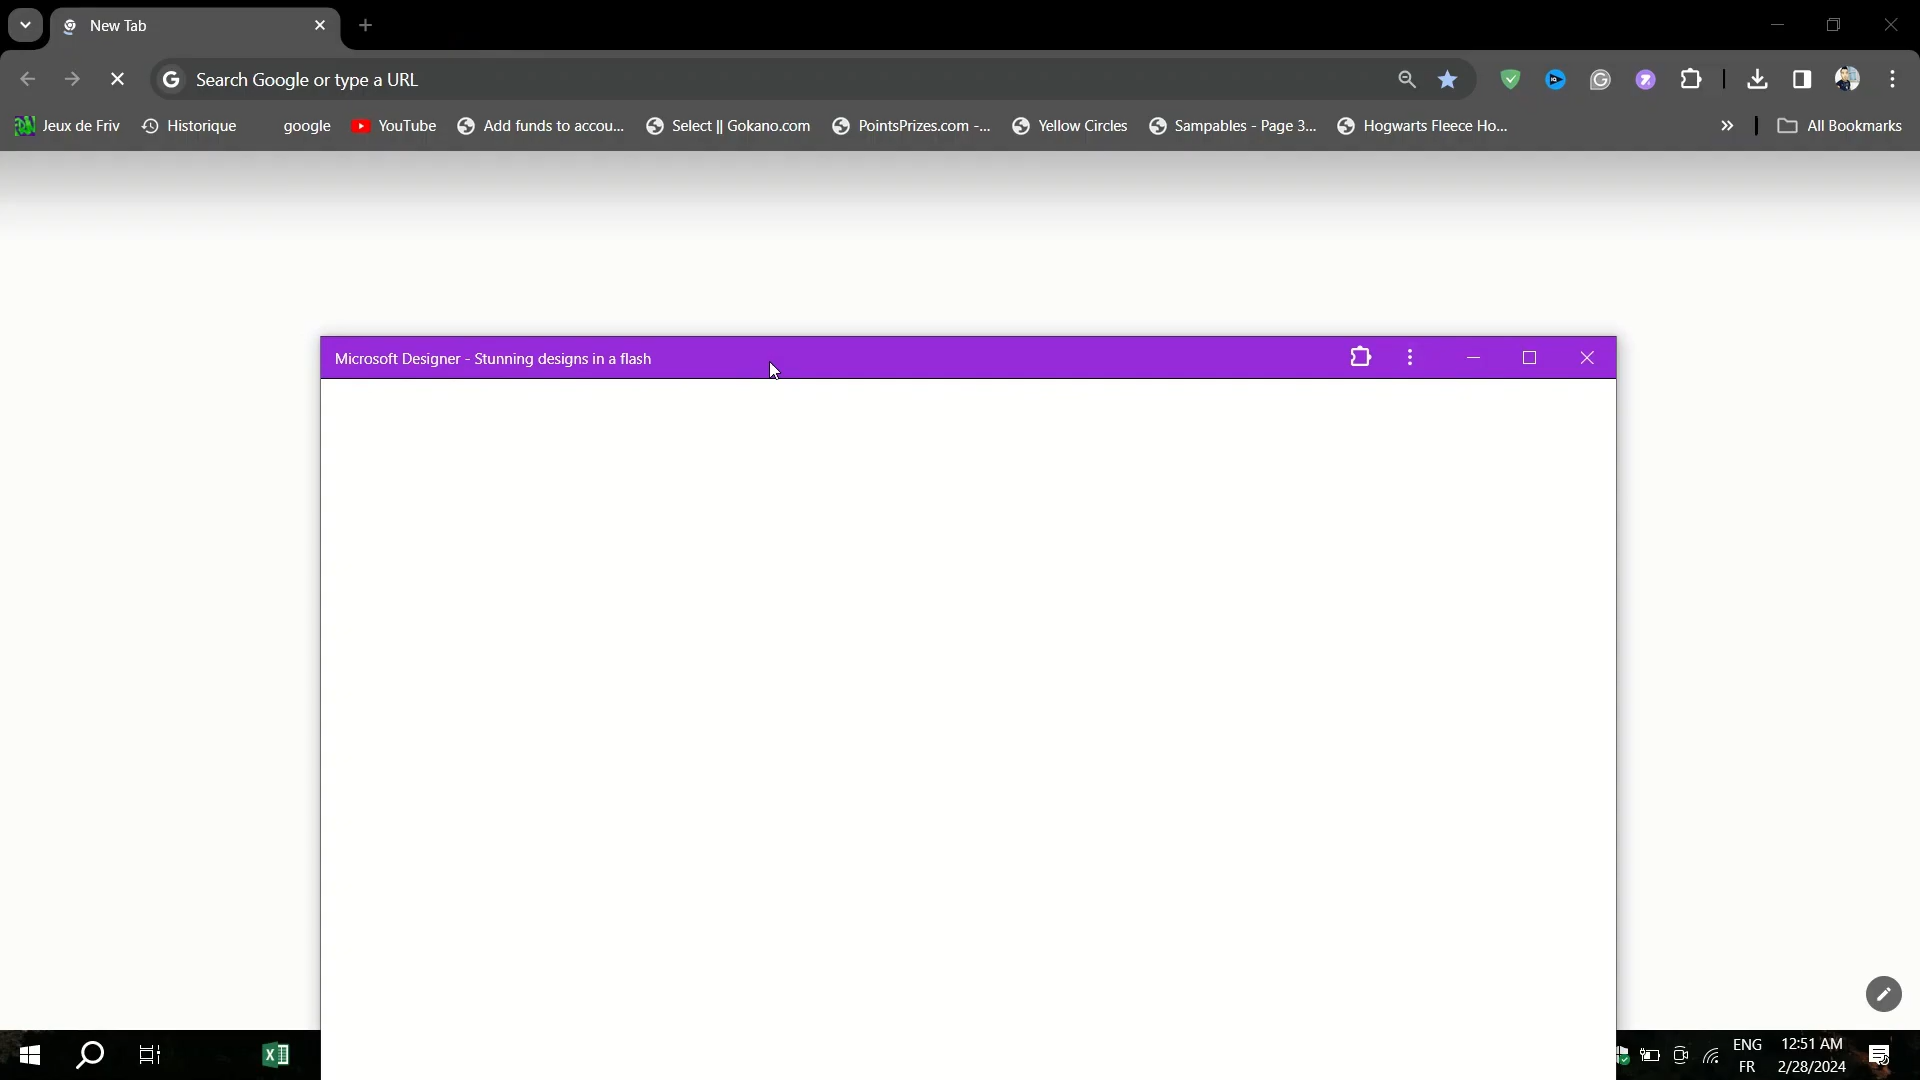 New Tab
Search Google or type a URL
Jeux de Friv
Historique
google
YouTube
Add funds to accou...
Select || Gokano.com
PointsPrizes.com -...
Yellow Circles
Sampables - Page 3...
Hogwarts Fleece Ho...
All Bookmarks
Microsoft Designer - Stunning designs in a flash
ENG
FR
12:51 AM
2/28/2024